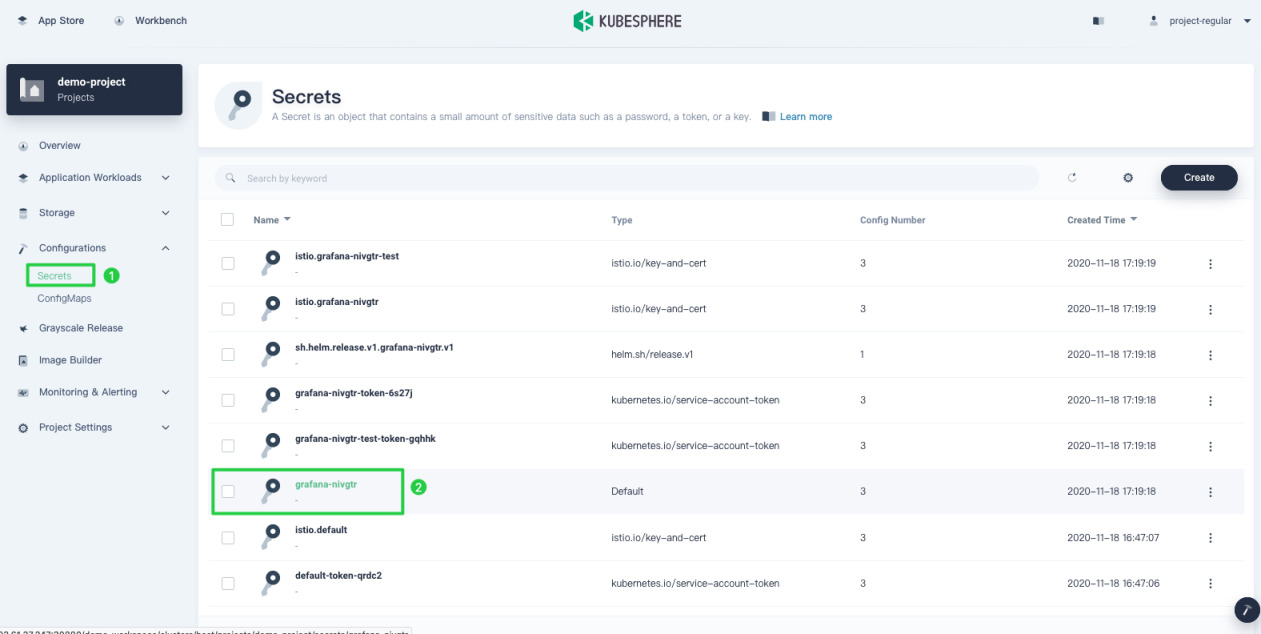 App Store
Workbench
KUBESPHERE
project-regular
demo-project
Projects
Overview
Application Workloads
Storage
Configurations
Secrets
1
ConfigMaps
Grayscale Release
Image Builder
Monitoring & Alerting
Project Settings
Secrets
A Secret is an object that contains a small amount of sensitive data such as a password, a token, or a key. Learn more
Search by keyword
Create
Name Type Config Number Created Time
istio.grafana-nivgtr-test istio.io/key-and-cert 3 2020-11-18 17:19:19
-
istio.grafana-nivgtr istio.io/key-and-cert 3 2020-11-18 17:19:19
-
sh.helm.release.v1.grafana-nivgtr.v1 helm.sh/release.v1 1 2020-11-18 17:19:18
-
grafana-nivgtr-token-6s27j kubernetes.io/service-account-token 3 2020-11-18 17:19:18
-
grafana-nivgtr-test-token-gqhhk kubernetes.io/service-account-token 3 2020-11-18 17:19:18
-
grafana-nivgtr 2 Default 3 2020-11-18 17:19:18
-
istio.default istio.io/key-and-cert 3 2020-11-18 16:47:07
-
default-token-qrdc2 kubernetes.io/service-account-token 3 2020-11-18 16:47:06
-